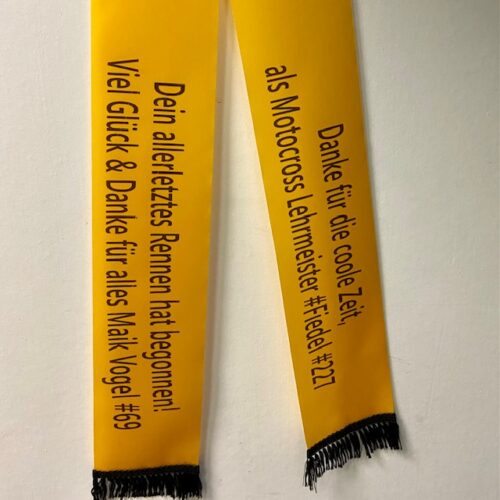 Dein allerletztes Rennen hat begonnen!
Viel Glück & Danke für alles Maik Vogel #69
Danke für die coole Zeit,
als Motocross Lehrmeister #Fiedel #227